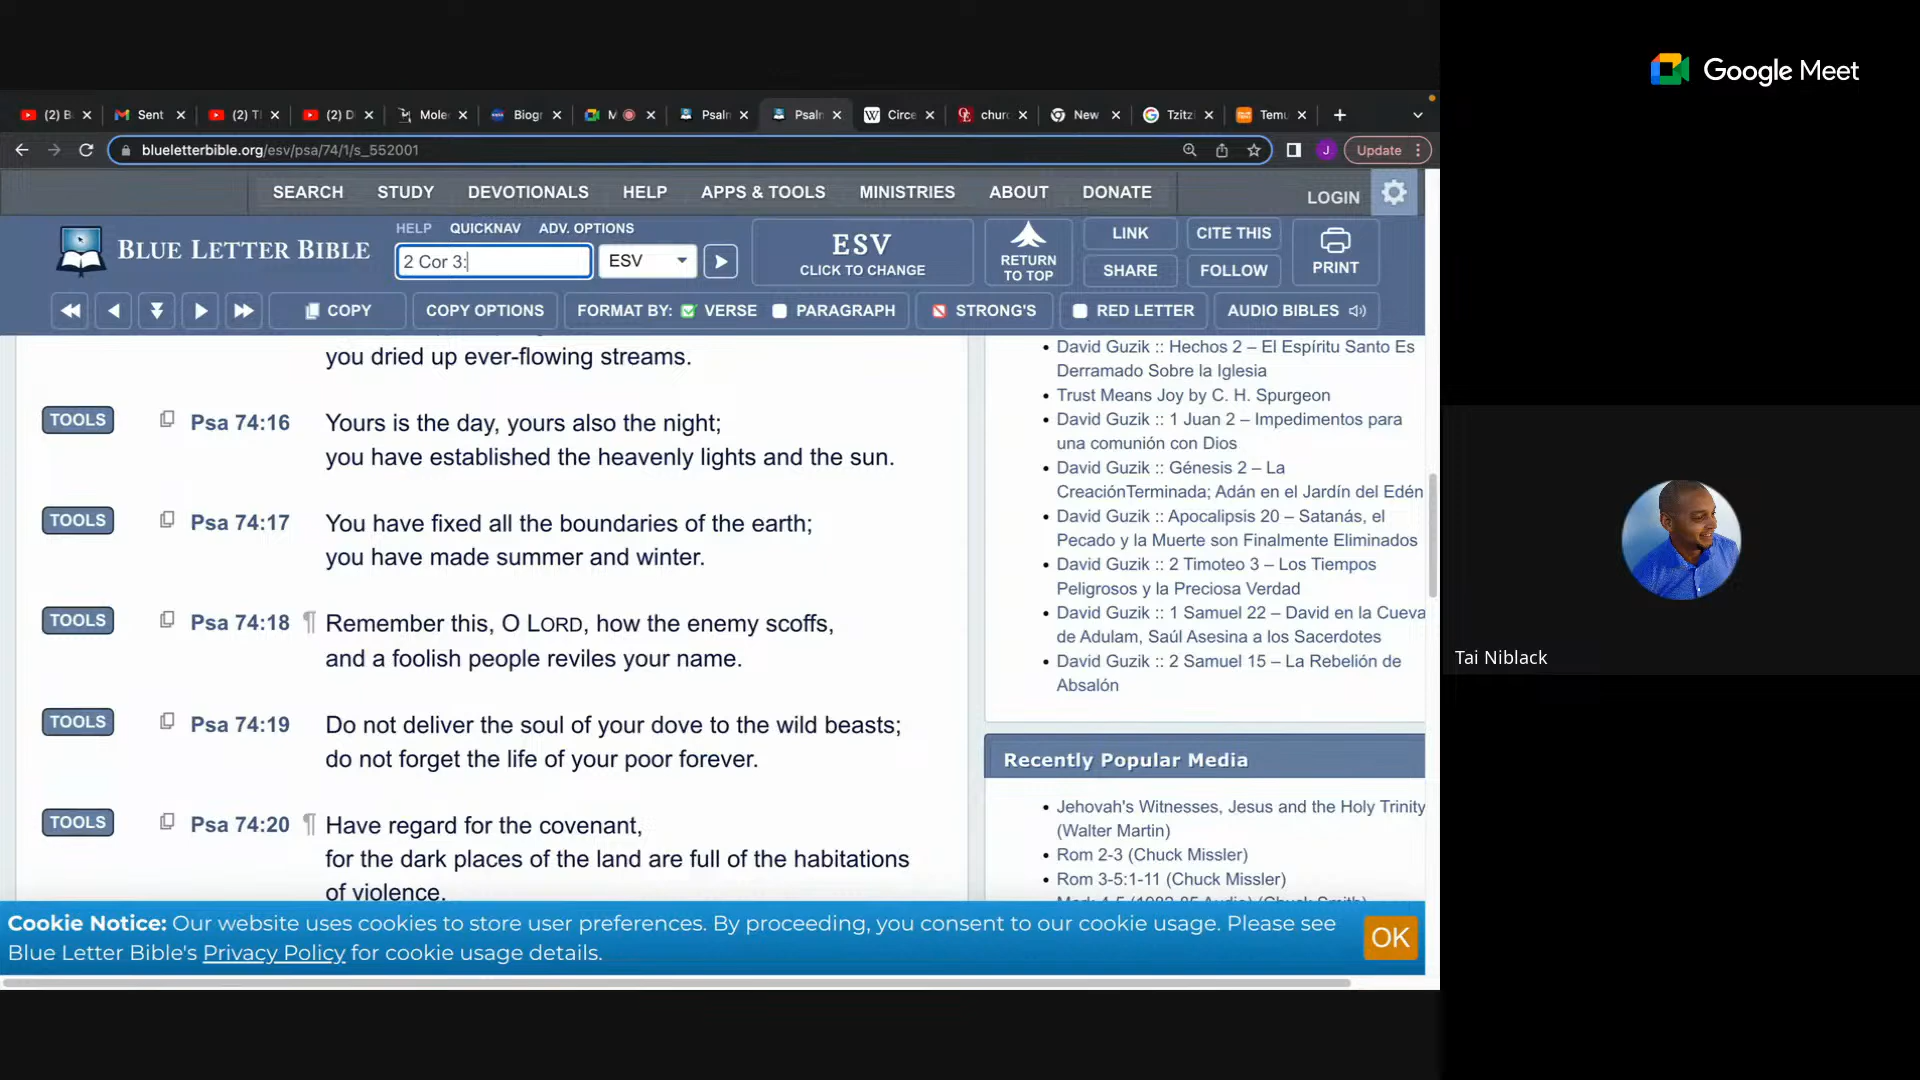 Google Meet
(2) B
Sent
(2) T
(2) D
Mole
Biogr
M
Psaln
Psaln
Circe
churc
New
Tzitzi
Temu
blueletterbible.org/esv/psa/74/1/s_552001
J
Update
SEARCH
STUDY
DEVOTIONALS
HELP
APPS & TOOLS
MINISTRIES
ABOUT
DONATE
LOGIN
BLUE LETTER BIBLE
HELP
QUICKNAV
ADV. OPTIONS
2 Cor 3:
ESV
ESV
CLICK TO CHANGE
RETURN
TO TOP
LINK
CITE THIS
SHARE
FOLLOW
PRINT
COPY
COPY OPTIONS
FORMAT BY: VERSE PARAGRAPH
STRONG'S
RED LETTER
AUDIO BIBLES
you dried up ever-flowing streams.
TOOLS Psa 74:16 Yours is the day, yours also the night;
you have established the heavenly lights and the sun.
TOOLS Psa 74:17 You have fixed all the boundaries of the earth;
you have made summer and winter.
TOOLS Psa 74:18 ¶ Remember this, O LORD, how the enemy scoffs,
and a foolish people reviles your name.
TOOLS Psa 74:19 Do not deliver the soul of your dove to the wild beasts;
do not forget the life of your poor forever.
TOOLS Psa 74:20 ¶ Have regard for the covenant,
for the dark places of the land are full of the habitations
of violence.
• David Guzik :: Hechos 2 – El Espíritu Santo Es
Derramado Sobre la Iglesia
• Trust Means Joy by C. H. Spurgeon
• David Guzik :: 1 Juan 2 – Impedimentos para
una comunión con Dios
• David Guzik :: Génesis 2 – La
CreaciónTerminada; Adán en el Jardín del Edén
• David Guzik :: Apocalipsis 20 – Satanás, el
Pecado y la Muerte son Finalmente Eliminados
• David Guzik :: 2 Timoteo 3 – Los Tiempos
Peligrosos y la Preciosa Verdad
• David Guzik :: 1 Samuel 22 – David en la Cueva
de Adulam, Saúl Asesina a los Sacerdotes
• David Guzik :: 2 Samuel 15 – La Rebelión de
Absalón
Recently Popular Media
• Jehovah's Witnesses, Jesus and the Holy Trinity
(Walter Martin)
• Rom 2-3 (Chuck Missler)
• Rom 3-5:1-11 (Chuck Missler)
Cookie Notice: Our website uses cookies to store user preferences. By proceeding, you consent to our cookie usage. Please see
Blue Letter Bible's Privacy Policy for cookie usage details.
OK
Tai Niblack